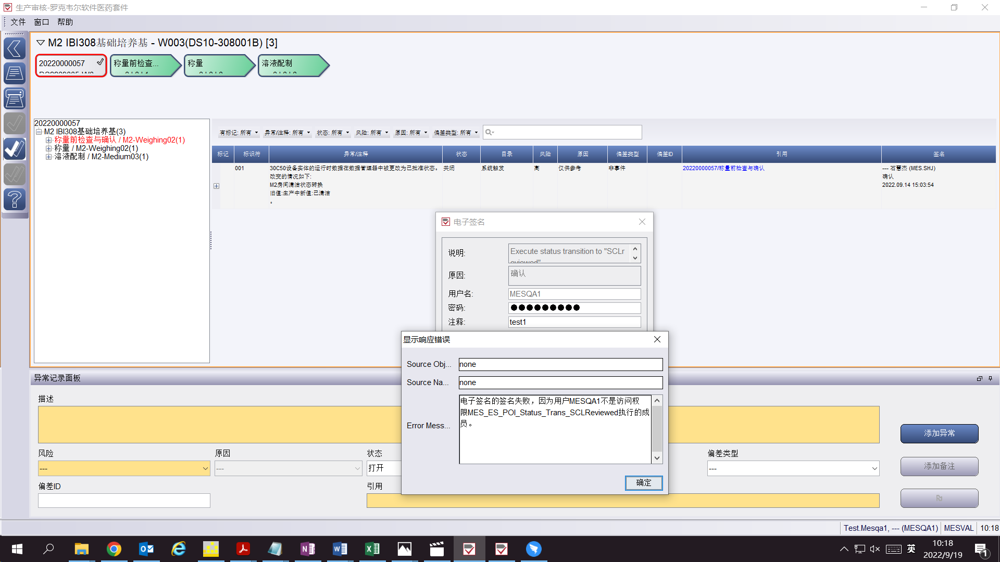 生产审核-罗克韦尔软件医药套件
文件 窗口 帮助
M2 IBI308基础培养基 - W003(DS10-308001B) [3]
20220000057
称量前检查...
称量
溶液配制
20220000057
M2 IBI308基础培养基(3)
称量前检查与确认 / M2-Weighing02(1)
称量 / M2-Weighing02(1)
溶液配制 / M2-Medium03(1)
有标记: 所有 异常/注释: 所有 状态: 所有 风险: 所有 原因: 所有 偏差类型: 所有
标记 标识符 异常/注释 状态 目录 风险 原因 偏差类型 偏差ID 引用 签名
001 30C50设备实体的运行时数据在数据管理器中被更改为已批准状态。 关闭 系统触发 高 仅供参考 非事件 20220000057/称量前检查与确认 --- 石慧杰 (MES.SHJ)
改变的情况如下: 确认
M2房间清洁状态转换 2022.09.14 15:03:54
旧值:生产中新值:已清洁
。
电子签名
说明: Execute status transition to "SCLr
eviewed"
原因: 确认
用户名: MESQA1
密码: ●●●●●●●●●
注释: test1
显示响应错误
Source Obj... none
Source Na... none
Error Mess... 电子签名的签名失败，因为用户MESQA1不是访问权
限MES_ES_POI_Status_Trans_SCLReviewed执行的成
员。
确定
异常记录面板
描述
添加异常
风险 原因 状态 偏差类型
--- --- 打开 ---
添加备注
偏差ID 引用
Test.Mesqa1, --- (MESQA1) MESVAL 10:18
英 10:18
2022/9/19
1